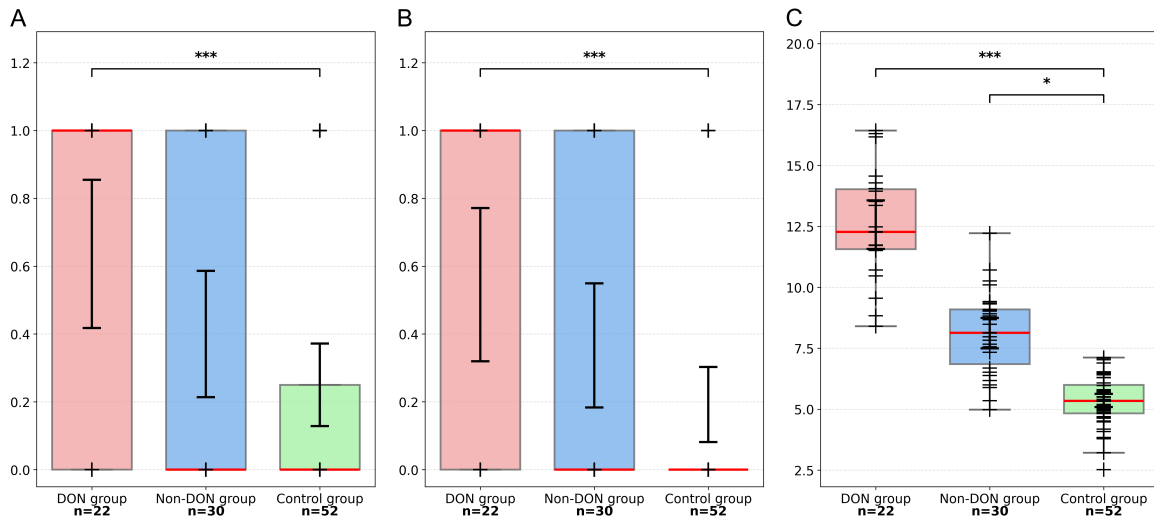 A
***
1.2
1.0
0.8
0.6
0.4
0.2
0.0
DON group
n=22
Non-DON group
n=30
Control group
n=52
B
***
1.2
1.0
0.8
0.6
0.4
0.2
0.0
DON group
n=22
Non-DON group
n=30
Control group
n=52
C
***
*
20.0
17.5
15.0
12.5
10.0
7.5
5.0
2.5
DON group
n=22
Non-DON group
n=30
Control group
n=52